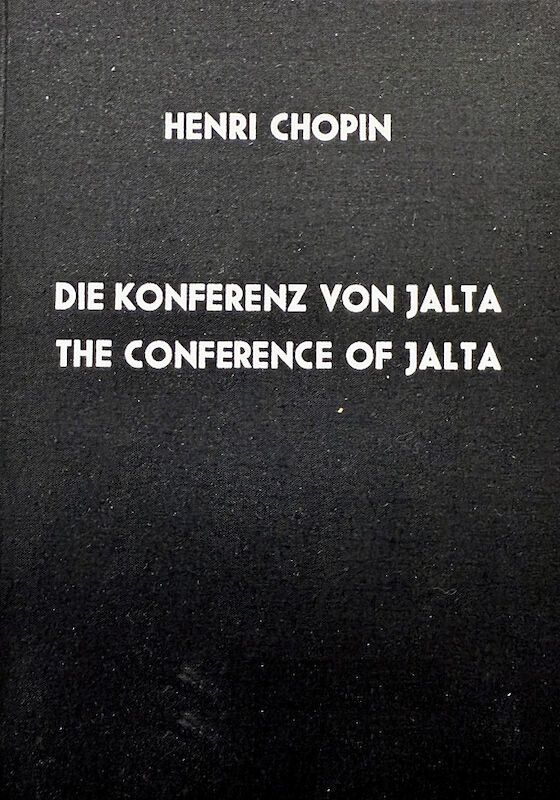 HENRI CHOPIN
DIE KONFERENZ VON JALTA
THE CONFERENCE OF JALTA